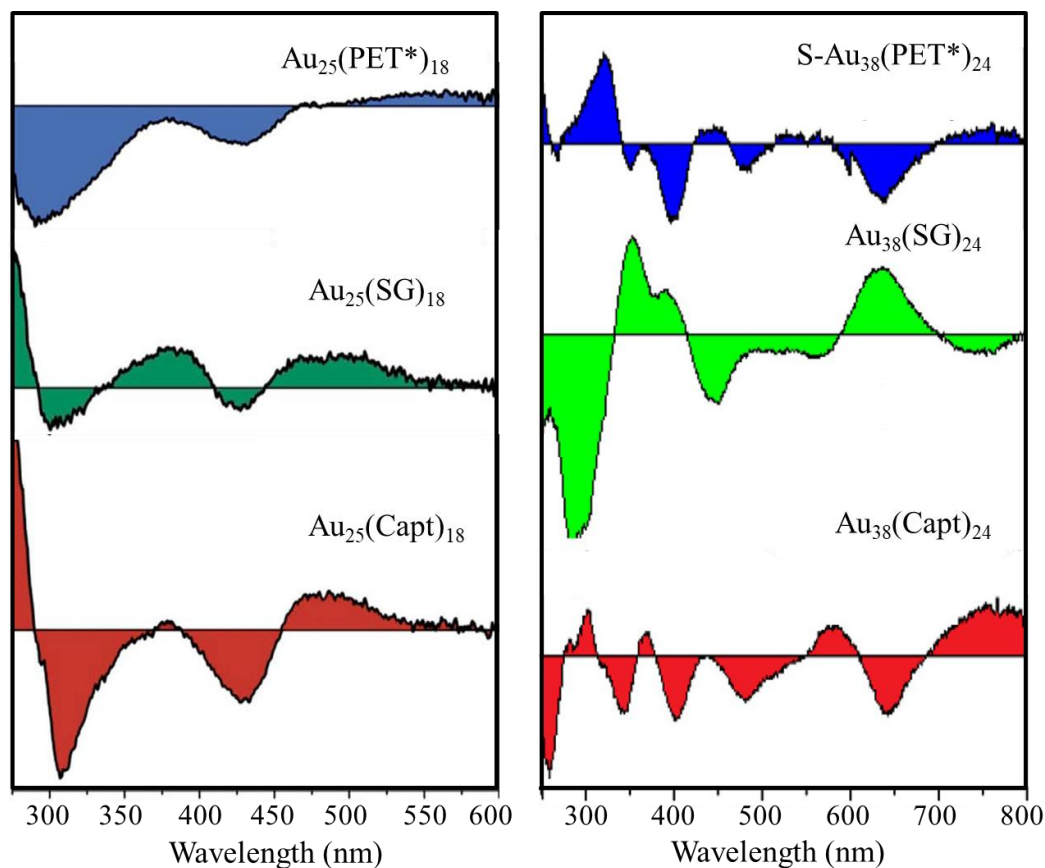 Au₂₅(PET*)₁₈
Au₂₅(SG)₁₈
Au₂₅(Capt)₁₈
300 350 400 450 500 550 600
Wavelength (nm)
S-Au₃₈(PET*)₂₄
Au₃₈(SG)₂₄
Au₃₈(Capt)₂₄
300 400 500 600 700 800
Wavelength (nm)